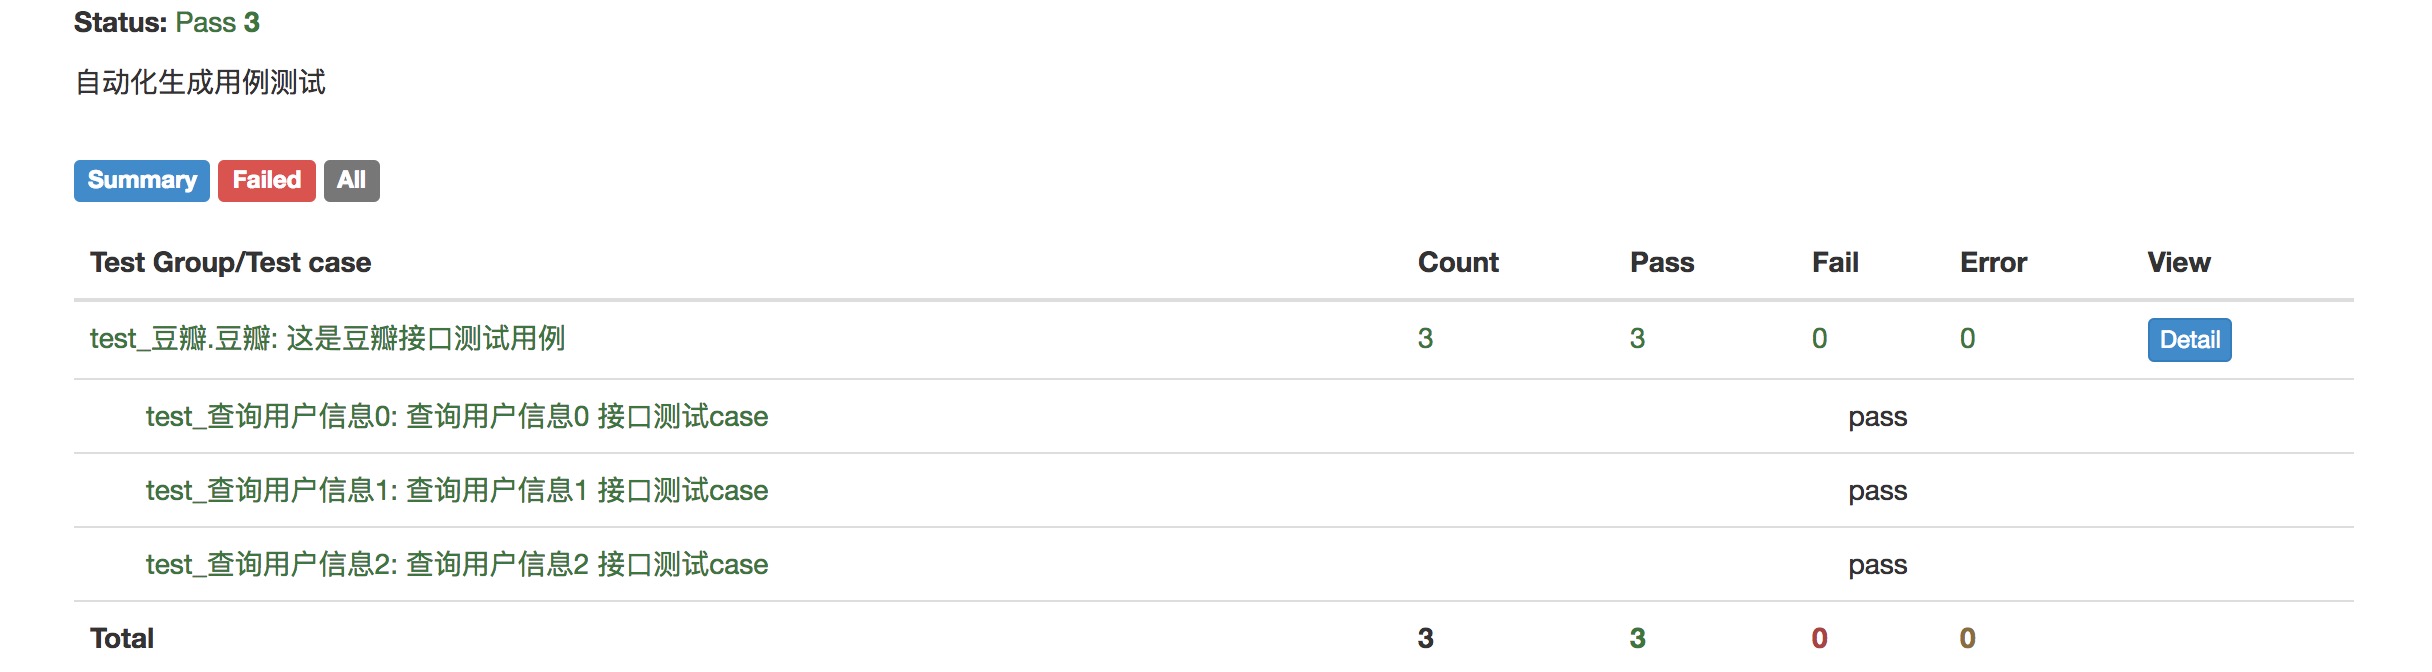 Status: Pass 3
自动化生成用例测试
Summary Failed All
Test Group/Test case Count Pass Fail Error View
test_豆瓣.豆瓣: 这是豆瓣接口测试用例 3 3 0 0 Detail
test_查询用户信息0: 查询用户信息0 接口测试case pass
test_查询用户信息1: 查询用户信息1 接口测试case pass
test_查询用户信息2: 查询用户信息2 接口测试case pass
Total 3 3 0 0